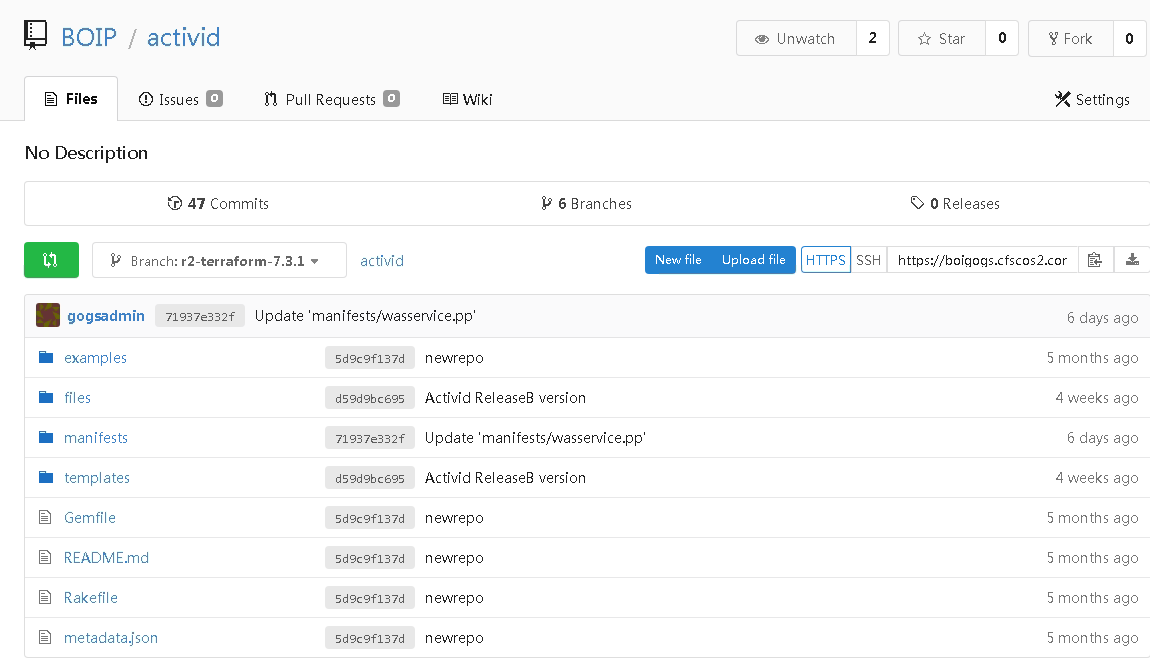 BOIP / activid
Unwatch 2 Star 0 Fork 0
Files Issues 0 Pull Requests 0 Wiki Settings
No Description
47 Commits 6 Branches 0 Releases
Branch: r2-terraform-7.3.1 activid New file Upload file HTTPS SSH https://boigogs.cfscos2.cor
gogsadmin 71937e332f Update 'manifests/wasservice.pp' 6 days ago
examples 5d9c9f137d newrepo 5 months ago
files d59d9bc695 Activid ReleaseB version 4 weeks ago
manifests 71937e332f Update 'manifests/wasservice.pp' 6 days ago
templates d59d9bc695 Activid ReleaseB version 4 weeks ago
Gemfile 5d9c9f137d newrepo 5 months ago
README.md 5d9c9f137d newrepo 5 months ago
Rakefile 5d9c9f137d newrepo 5 months ago
metadata.json 5d9c9f137d newrepo 5 months ago